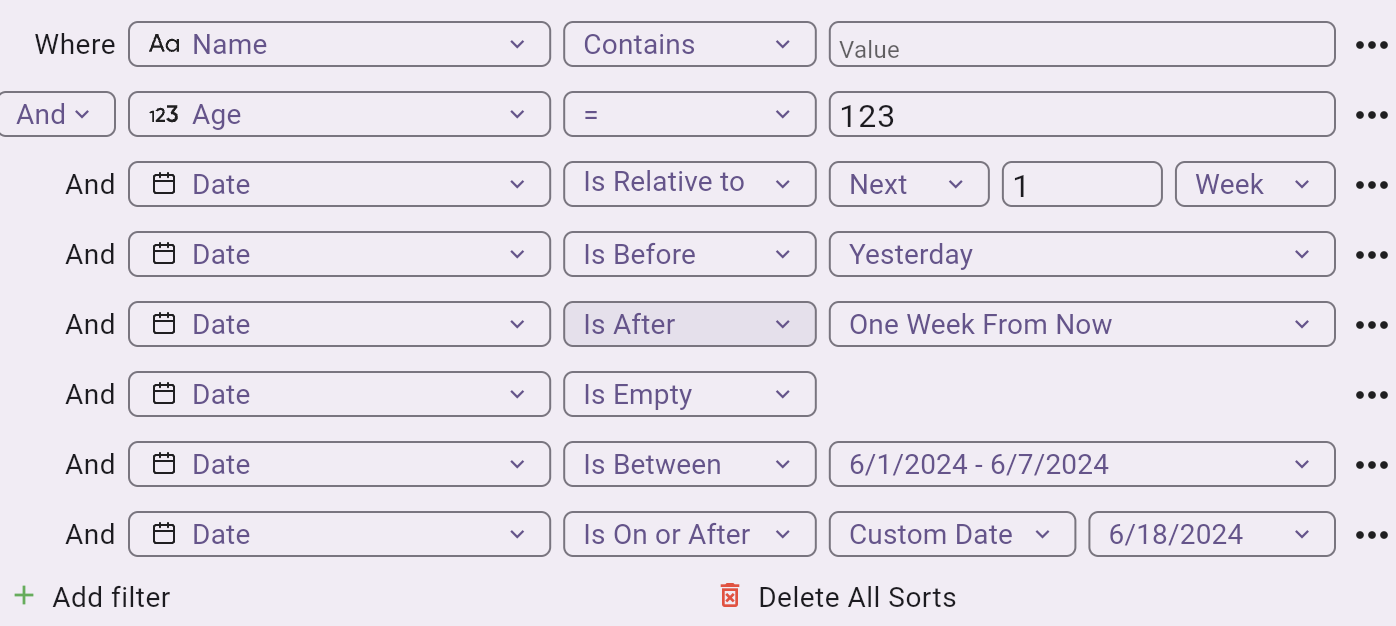 Where Aa Name Contains Value
And 123 Age = 123
And Date Is Relative to Next 1 Week
And Date Is Before Yesterday
And Date Is After One Week From Now
And Date Is Empty
And Date Is Between 6/1/2024 - 6/7/2024
And Date Is On or After Custom Date 6/18/2024
+ Add filter Delete All Sorts